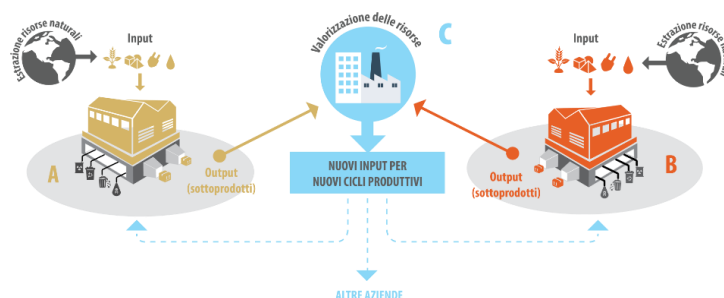 Estrazione risorse naturali
Input
Valorizzazione delle risorse
C
Input
Estrazione risorse
A
Output
(sottoprodotti)
NUOVI INPUT PER
NUOVI CICLI PRODUTTIVI
Output
(sottoprodotti)
B
ALTRE AZIENDE